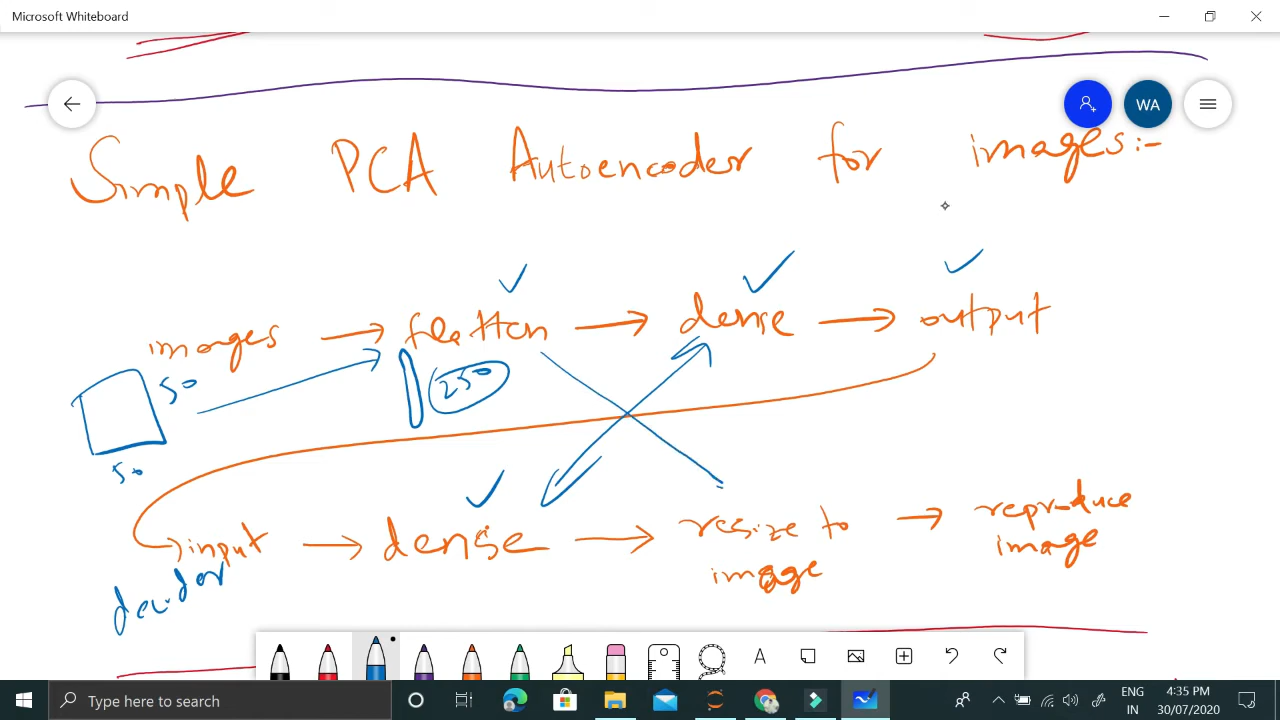 Microsoft Whiteboard
WA
Simple PCA Autoencoder for images:-
images → flatten → dense → output
50
250
50
input → dense → resize to image → reproduce image
decoder
A
Type here to search
ENG
IN
4:35 PM
30/07/2020